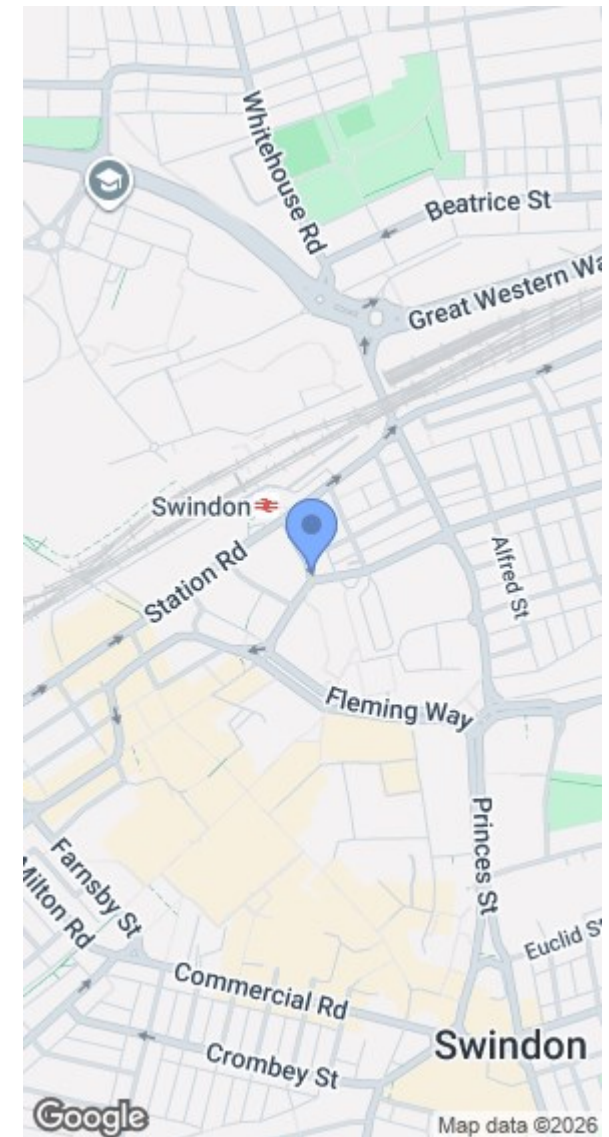 Whitehouse Rd
Beatrice St
Great Western Wa
Swindon
Station Rd
Alfred St
Fleming Way
Princes St
Farnsby St
Milton Rd
Euclid St
Commercial Rd
Swindon
Crombey St
Google
Map data ©2026